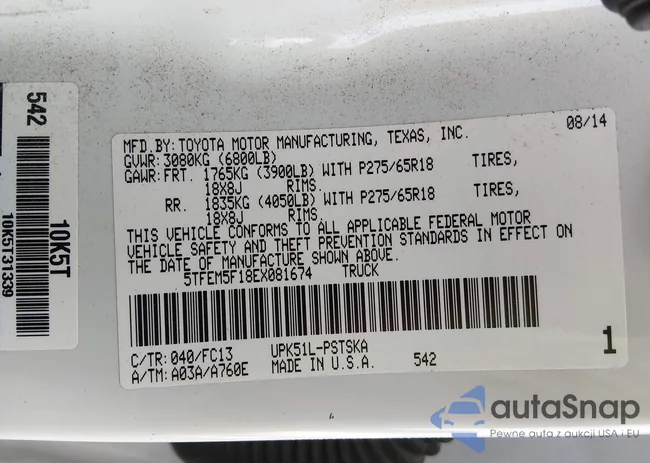 MFD.BY:TOYOTA MOTOR MANUFACTURING, TEXAS, INC. 08/14
GVWR:3080KG (6800LB)
GAWR:FRT. 1765KG (3900LB) WITH P275/65R18 TIRES,
18X8J RIMS.
RR. 1835KG (4050LB) WITH P275/65R18 TIRES,
18X8J RIMS.
THIS VEHICLE CONFORMS TO ALL APPLICABLE FEDERAL MOTOR
VEHICLE SAFETY AND THEFT PREVENTION STANDARDS IN EFFECT ON
THE DATE OF MANUFACTURE SHOWN ABOVE.
5TFEM5F18EX081674 TRUCK
C/TR: 040/FC13 UPK51L-PSTSKA
A/TM: A03A/A760E MADE IN U.S.A. 542 1
542 10K5T
10K5T31339
autaSnap
Pewne auta z aukcji USA i EU